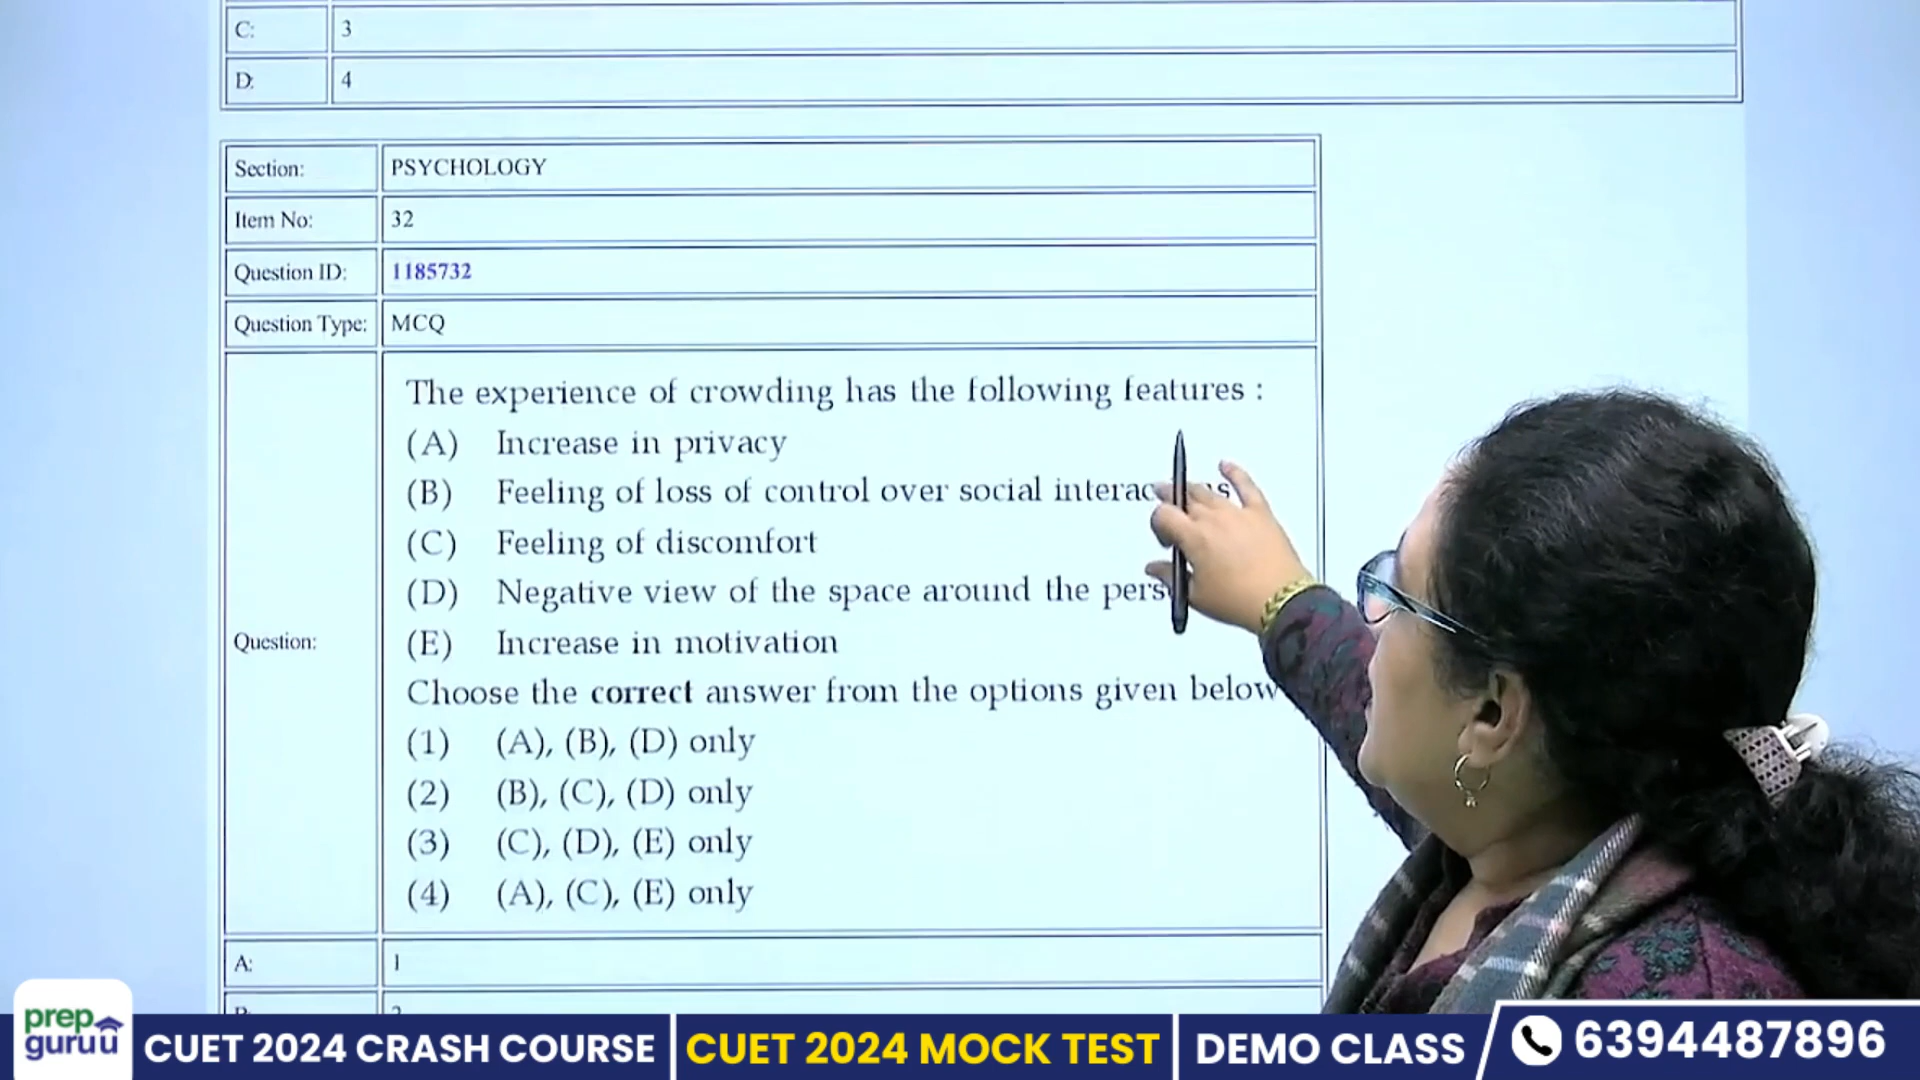 C: 3
D: 4
Section: PSYCHOLOGY
Item No: 32
Question ID: 1185732
Question Type: MCQ
Question:
The experience of crowding has the following features :
(A) Increase in privacy
(B) Feeling of loss of control over social
(C) Feeling of discomfort
(D) Negative view of the space around the
(E) Increase in motivation
Choose the correct answer from the options given below
(1) (A), (B), (D) only
(2) (B), (C), (D) only
(3) (C), (D), (E) only
(4) (A), (C), (E) only
A: 1
prep guruu
CUET 2024 CRASH COURSE
CUET 2024 MOCK TEST
DEMO CLASS
6394487896